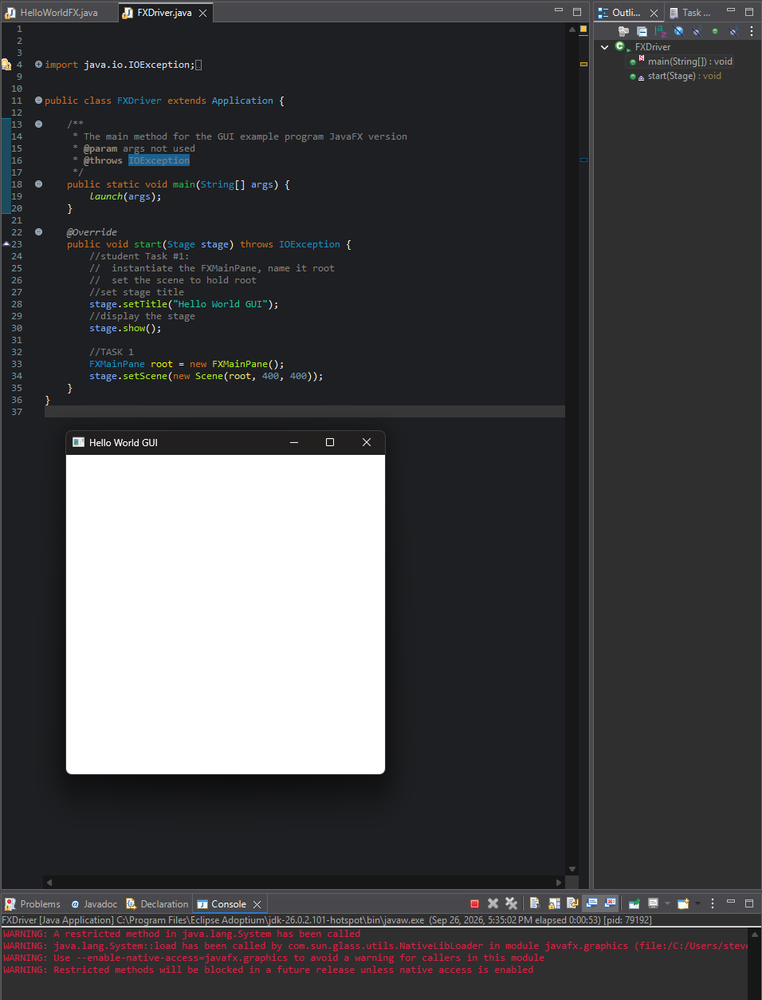 HelloWorldFX.java
FXDriver.java
1
2
3
4 import java.io.IOException;
9
10
11 public class FXDriver extends Application {
12
13 /**
14 * The main method for the GUI example program JavaFX version
15 * @param args not used
16 * @throws IOException
17 */
18 public static void main(String[] args) {
19 launch(args);
20 }
21
22 @Override
23 public void start(Stage stage) throws IOException {
24 //student Task #1:
25 //  instantiate the FXMainPane, name it root
26 //  set the scene to hold root
27 //set stage title
28 stage.setTitle("Hello World GUI");
29 //display the stage
30 stage.show();
31
32 //TASK 1
33 FXMainPane root = new FXMainPane();
34 stage.setScene(new Scene(root, 400, 400));
35 }
36 }
37
Hello World GUI
Outli...
Task ...
FXDriver
main(String[]) : void
start(Stage) : void
Problems
Javadoc
Declaration
Console
FXDriver [Java Application] C:\Program Files\Eclipse Adoptium\jdk-26.0.2.101-hotspot\bin\javaw.exe (Sep 26, 2026, 5:35:02 PM elapsed 0:00:53) [pid: 79192]
WARNING: A restricted method in java.lang.System has been called
WARNING: java.lang.System::load has been called by com.sun.glass.utils.NativeLibLoader in module javafx.graphics (file:/C:/Users/steve
WARNING: Use --enable-native-access=javafx.graphics to avoid a warning for callers in this module
WARNING: Restricted methods will be blocked in a future release unless native access is enabled